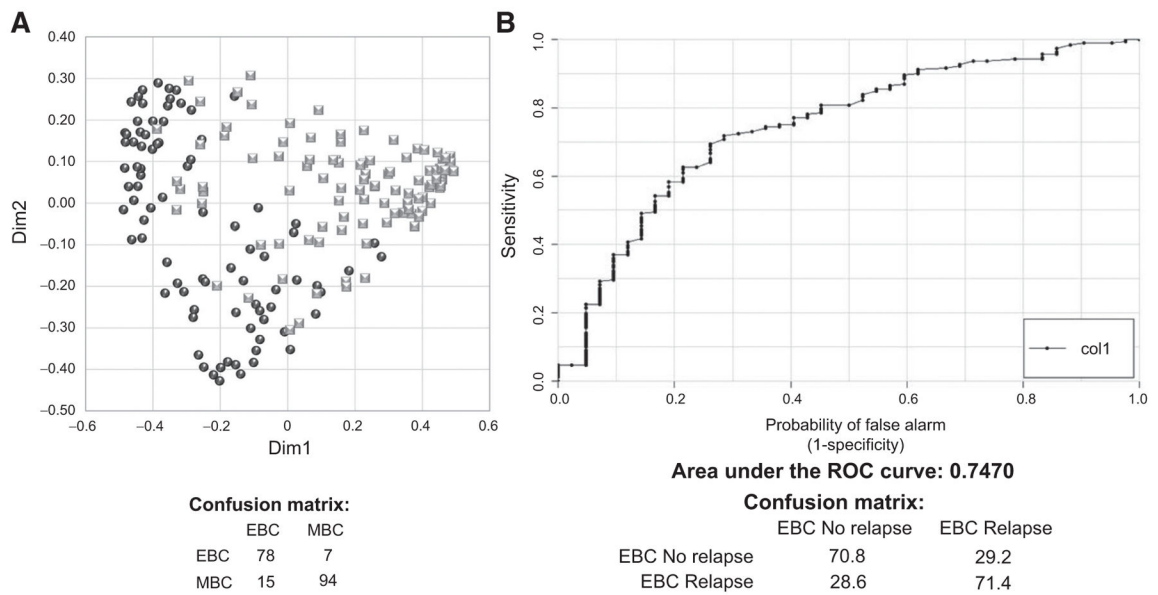 A
0.40
0.30
0.20
0.10
0.00
−0.10
−0.20
−0.30
−0.40
−0.50
Dim2
−0.6 −0.4 −0.2 0 0.2 0.4 0.6
Dim1
Confusion matrix:
EBC MBC
EBC 78 7
MBC 15 94
B
1.0
0.8
0.6
0.4
0.2
0.0
Sensitivity
col1
0.0 0.2 0.4 0.6 0.8 1.0
Probability of false alarm
(1-specificity)
Area under the ROC curve: 0.7470
Confusion matrix:
EBC No relapse EBC Relapse
EBC No relapse 70.8 29.2
EBC Relapse 28.6 71.4